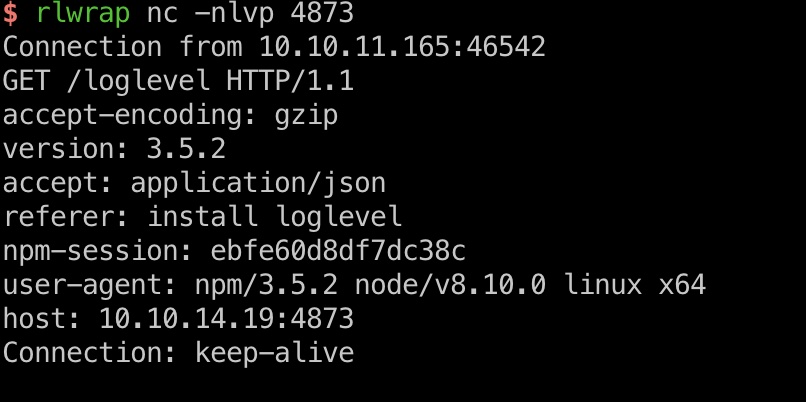 $ rlwrap nc -nlvp 4873
Connection from 10.10.11.165:46542
GET /loglevel HTTP/1.1
accept-encoding: gzip
version: 3.5.2
accept: application/json
referer: install loglevel
npm-session: ebfe60d8df7dc38c
user-agent: npm/3.5.2 node/v8.10.0 linux x64
host: 10.10.14.19:4873
Connection: keep-alive